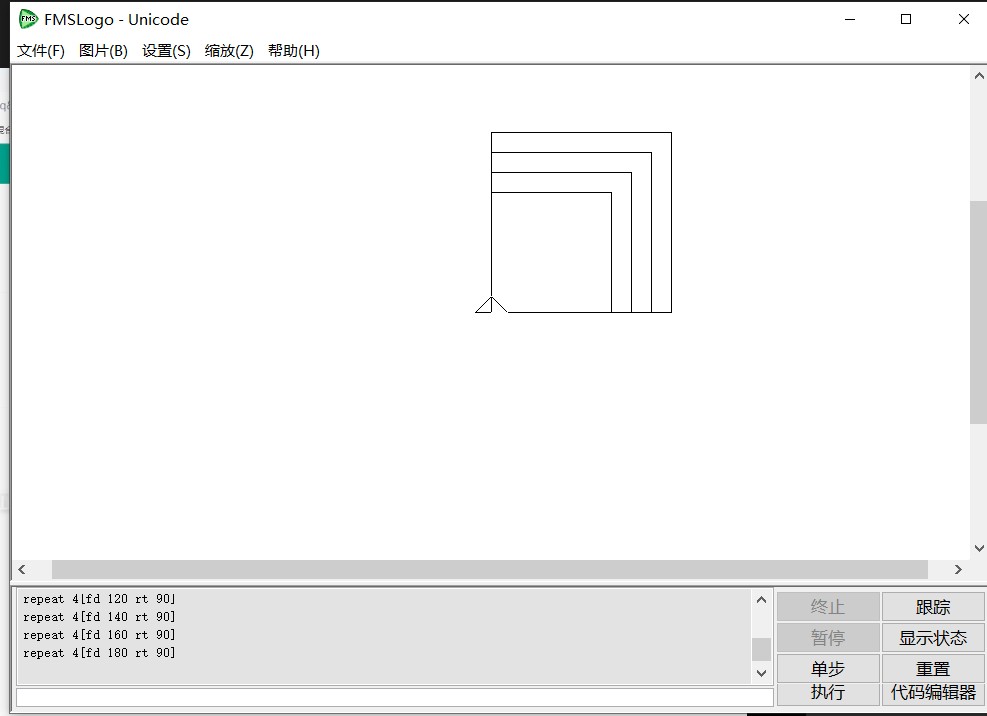 FMSLogo - Unicode
文件(F) 图片(B) 设置(S) 缩放(Z) 帮助(H)
repeat 4[fd 120 rt 90]
repeat 4[fd 140 rt 90]
repeat 4[fd 160 rt 90]
repeat 4[fd 180 rt 90]
终止 跟踪
暂停 显示状态
单步 重置
执行 代码编辑器